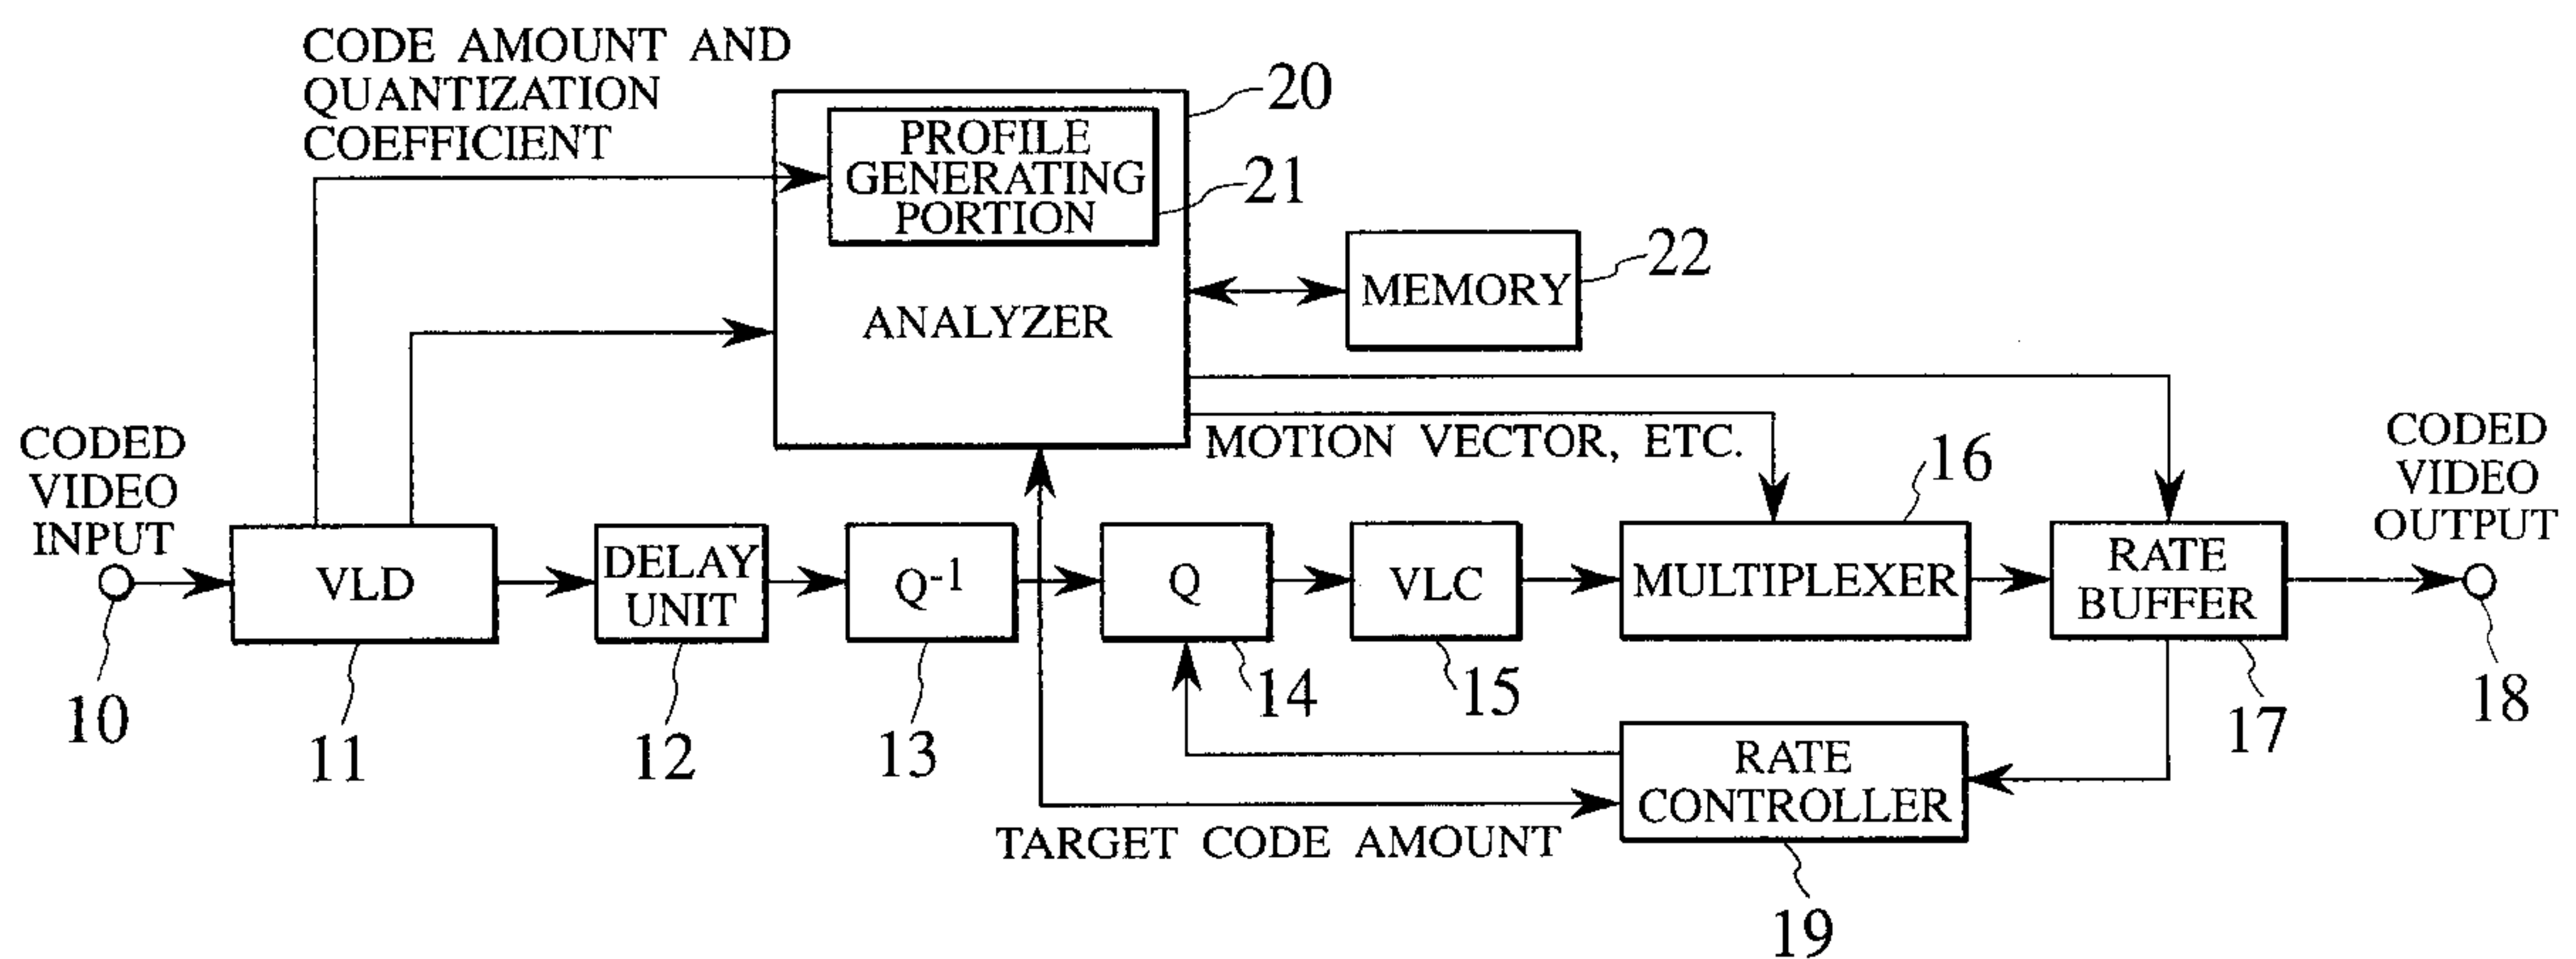 CODE AMOUNT AND
QUANTIZATION
COEFFICIENT
20
PROFILE
GENERATING
PORTION
21
ANALYZER
MEMORY
22
MOTION VECTOR, ETC.
CODED
VIDEO
INPUT
10
VLD
11
DELAY
UNIT
12
Q-1
13
Q
14
VLC
15
MULTIPLEXER
16
RATE
BUFFER
17
CODED
VIDEO
OUTPUT
18
RATE
CONTROLLER
19
TARGET CODE AMOUNT